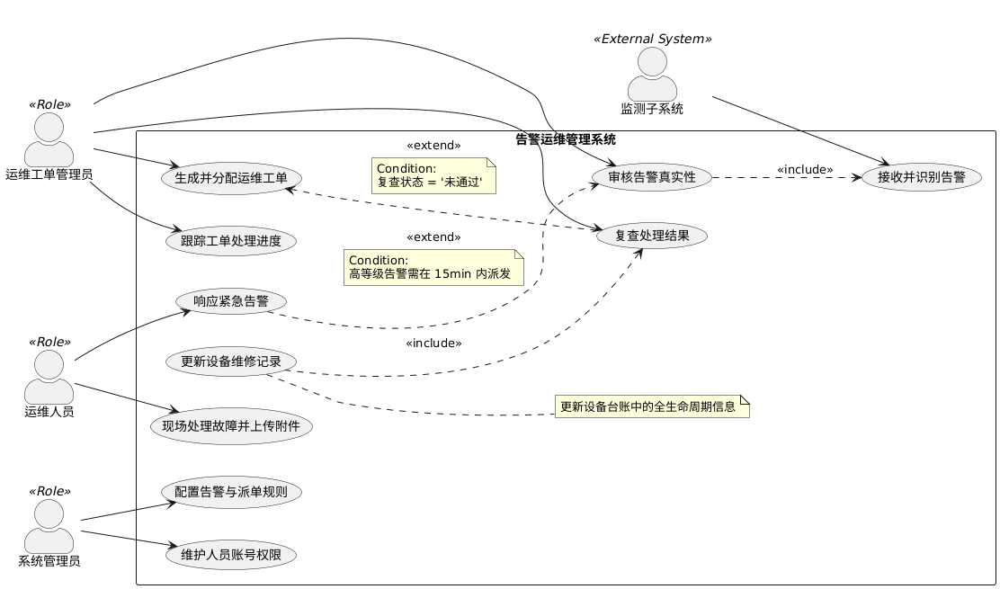 «External System»
监测子系统
«Role»
运维工单管理员
告警运维管理系统
«extend»
Condition:
复查状态 = '未通过'
生成并分配运维工单
审核告警真实性
«include»
接收并识别告警
跟踪工单处理进度
复查处理结果
«extend»
Condition:
高等级告警需在 15min 内派发
响应紧急告警
«Role»
运维人员
«include»
更新设备维修记录
更新设备台账中的全生命周期信息
现场处理故障并上传附件
«Role»
系统管理员
配置告警与派单规则
维护人员账号权限